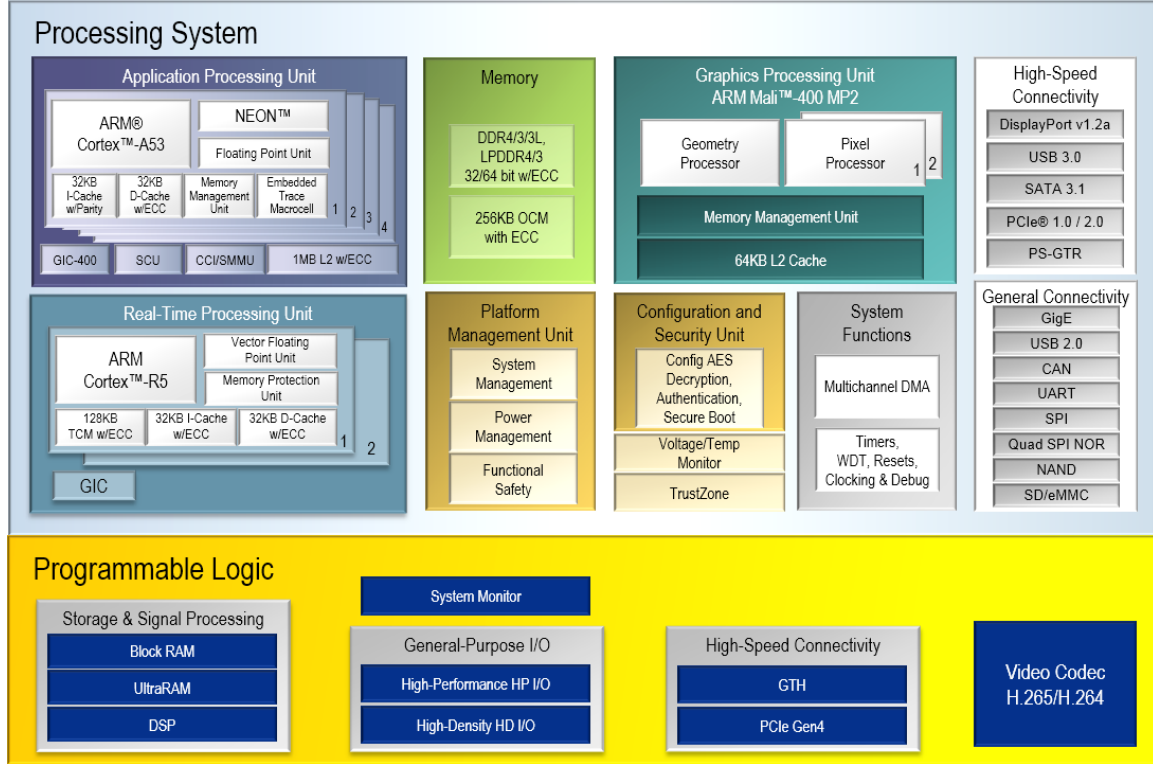 Processing System
Application Processing Unit
ARM®
Cortex™-A53
NEON™
Floating Point Unit
32KB
I-Cache
w/Parity
32KB
D-Cache
w/ECC
Memory
Management
Unit
Embedded
Trace
Macrocell
1
2
3
4
GIC-400
SCU
CCI/SMMU
1MB L2 w/ECC
Memory
DDR4/3/3L,
LPDDR4/3
32/64 bit w/ECC
256KB OCM
with ECC
Graphics Processing Unit
ARM Mali™-400 MP2
Geometry
Processor
Pixel
Processor
1
2
Memory Management Unit
64KB L2 Cache
High-Speed
Connectivity
DisplayPort v1.2a
USB 3.0
SATA 3.1
PCIe® 1.0 / 2.0
PS-GTR
Real-Time Processing Unit
ARM
Cortex™-R5
Vector Floating
Point Unit
Memory Protection
Unit
128KB
TCM w/ECC
32KB I-Cache
w/ECC
32KB D-Cache
w/ECC
1
2
GIC
Platform
Management Unit
System
Management
Power
Management
Functional
Safety
Configuration and
Security Unit
Config AES
Decryption,
Authentication,
Secure Boot
Voltage/Temp
Monitor
TrustZone
System
Functions
Multichannel DMA
Timers,
WDT, Resets,
Clocking & Debug
General Connectivity
GigE
USB 2.0
CAN
UART
SPI
Quad SPI NOR
NAND
SD/eMMC
Programmable Logic
Storage & Signal Processing
Block RAM
UltraRAM
DSP
System Monitor
General-Purpose I/O
High-Performance HP I/O
High-Density HD I/O
High-Speed Connectivity
GTH
PCIe Gen4
Video Codec
H.265/H.264